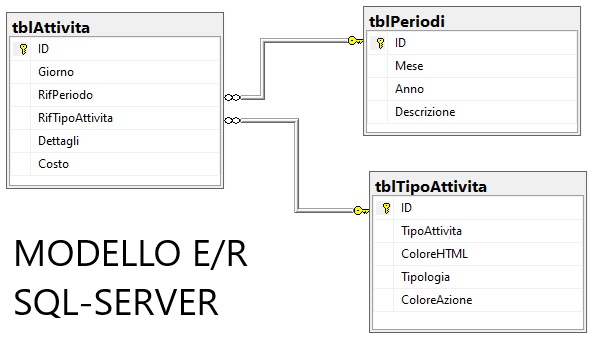 tblAttivita
ID
Giorno
RifPeriodo
RifTipoAttivita
Dettagli
Costo
tblPeriodi
ID
Mese
Anno
Descrizione
tblTipoAttivita
ID
TipoAttivita
ColoreHTML
Tipologia
ColoreAzione
MODELLO E/R
SQL-SERVER